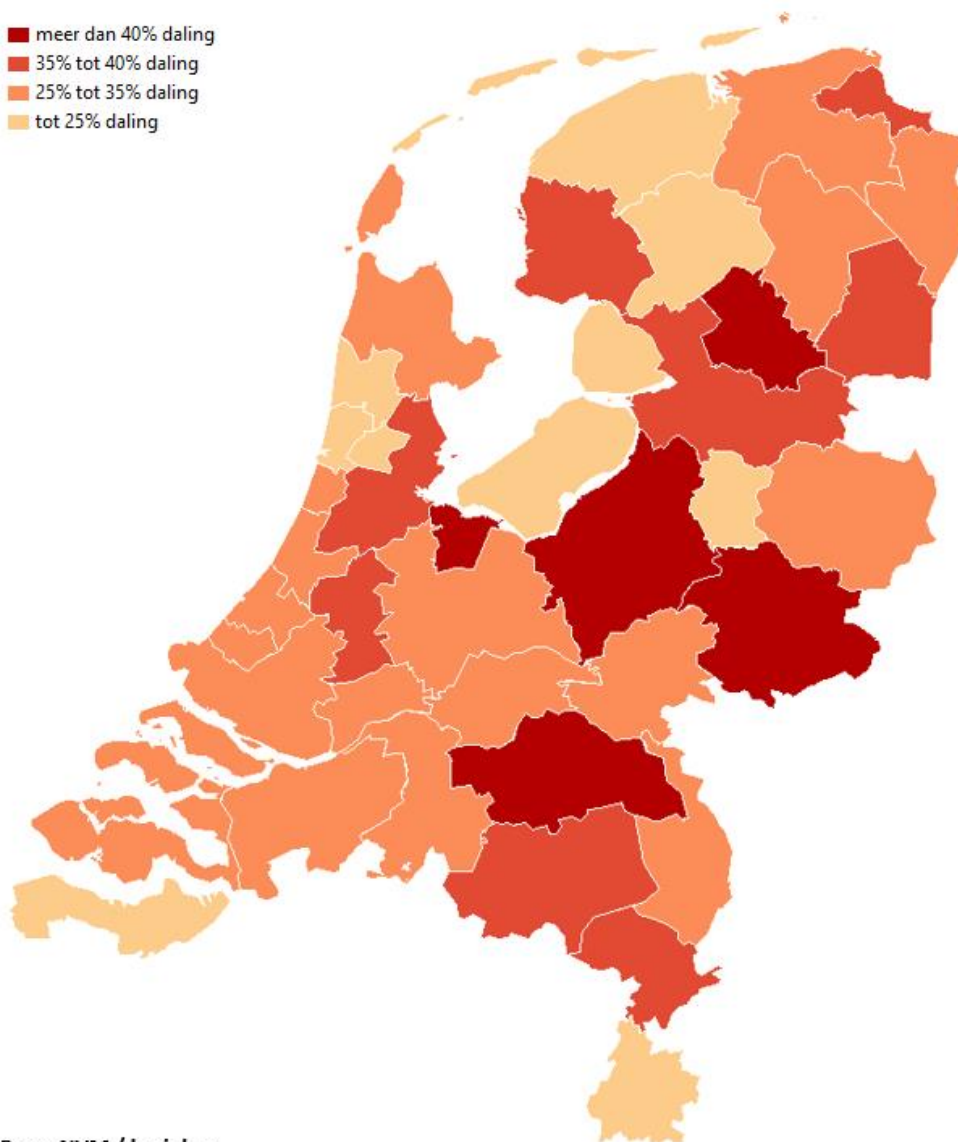 meer dan 40% daling
35% tot 40% daling
25% tot 35% daling
tot 25% daling